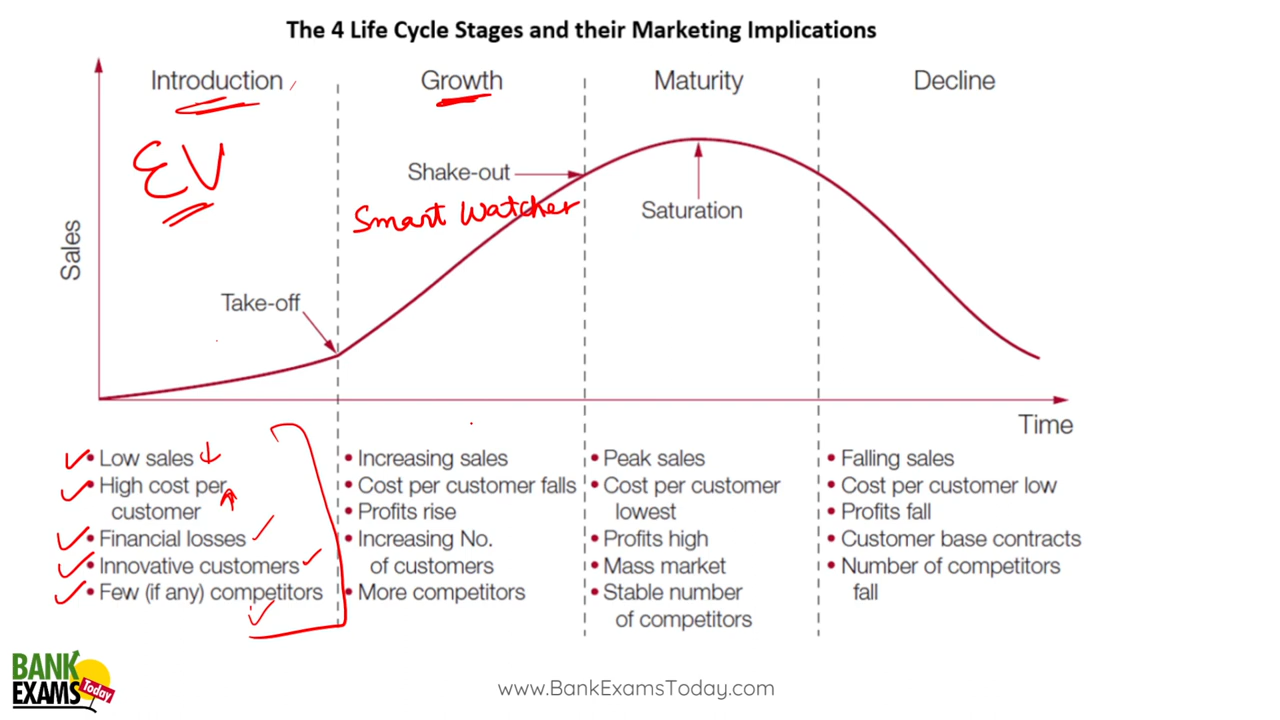 The 4 Life Cycle Stages and their Marketing Implications
Introduction
Growth
Maturity
Decline
EV
Shake-out
Smart Watcher
Saturation
Sales
Take-off
Time
• Low sales
• High cost per
customer
• Financial losses
• Innovative customers
• Few (if any) competitors
• Increasing sales
• Cost per customer falls
• Profits rise
• Increasing No.
of customers
• More competitors
• Peak sales
• Cost per customer
lowest
• Profits high
• Mass market
• Stable number
of competitors
• Falling sales
• Cost per customer low
• Profits fall
• Customer base contracts
• Number of competitors
fall
BANK
EXAMS
Today
www.BankExamsToday.com